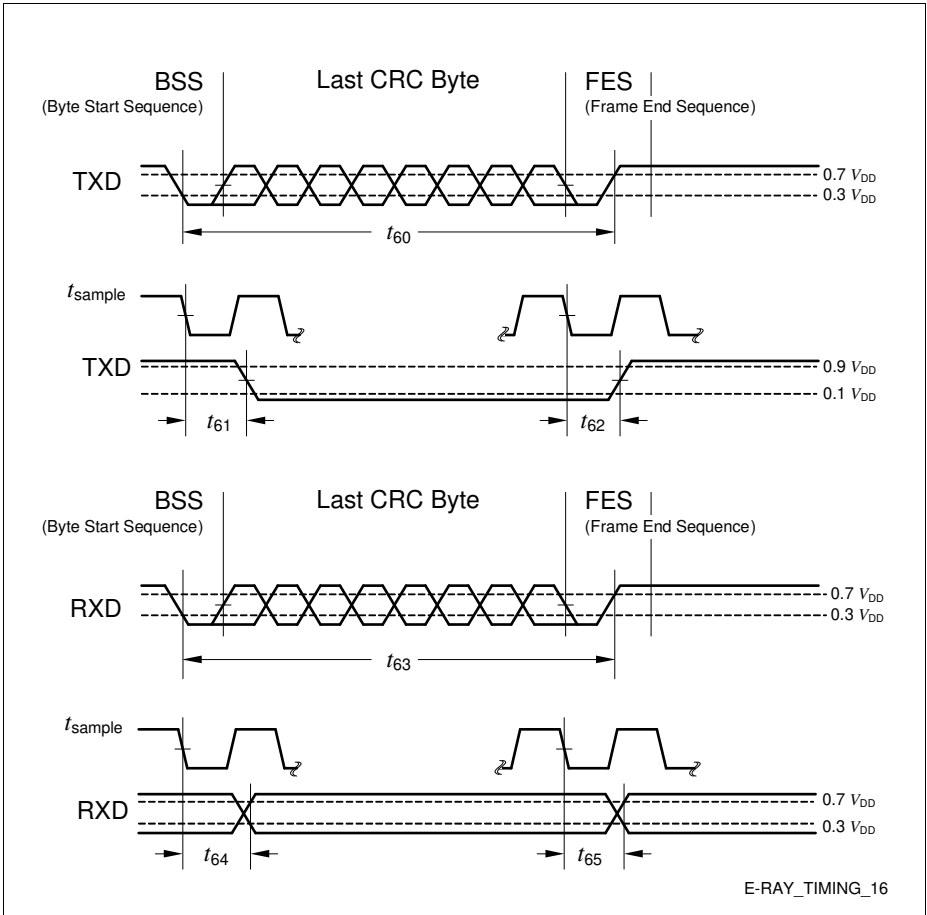 BSS Last CRC Byte FES
(Byte Start Sequence) (Frame End Sequence)
TXD
0.7 VDD
0.3 VDD
t60
tsample
TXD
0.9 VDD
0.1 VDD
t61 t62
BSS Last CRC Byte FES
(Byte Start Sequence) (Frame End Sequence)
RXD
0.7 VDD
0.3 VDD
t63
tsample
RXD
0.7 VDD
0.3 VDD
t64 t65
E-RAY_TIMING_16